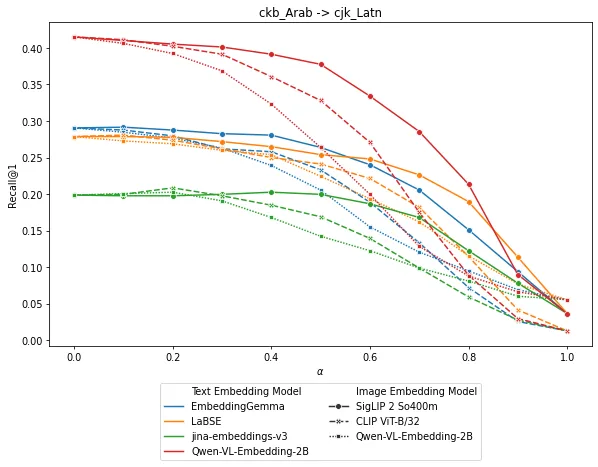 ckb_Arab -> cjk_Latn
Recall@1
0.40
0.35
0.30
0.25
0.20
0.15
0.10
0.05
0.00
0.0 0.2 0.4 0.6 0.8 1.0
α
Text Embedding Model
EmbeddingGemma
LaBSE
jina-embeddings-v3
Qwen-VL-Embedding-2B
Image Embedding Model
SigLIP 2 So400m
CLIP ViT-B/32
Qwen-VL-Embedding-2B